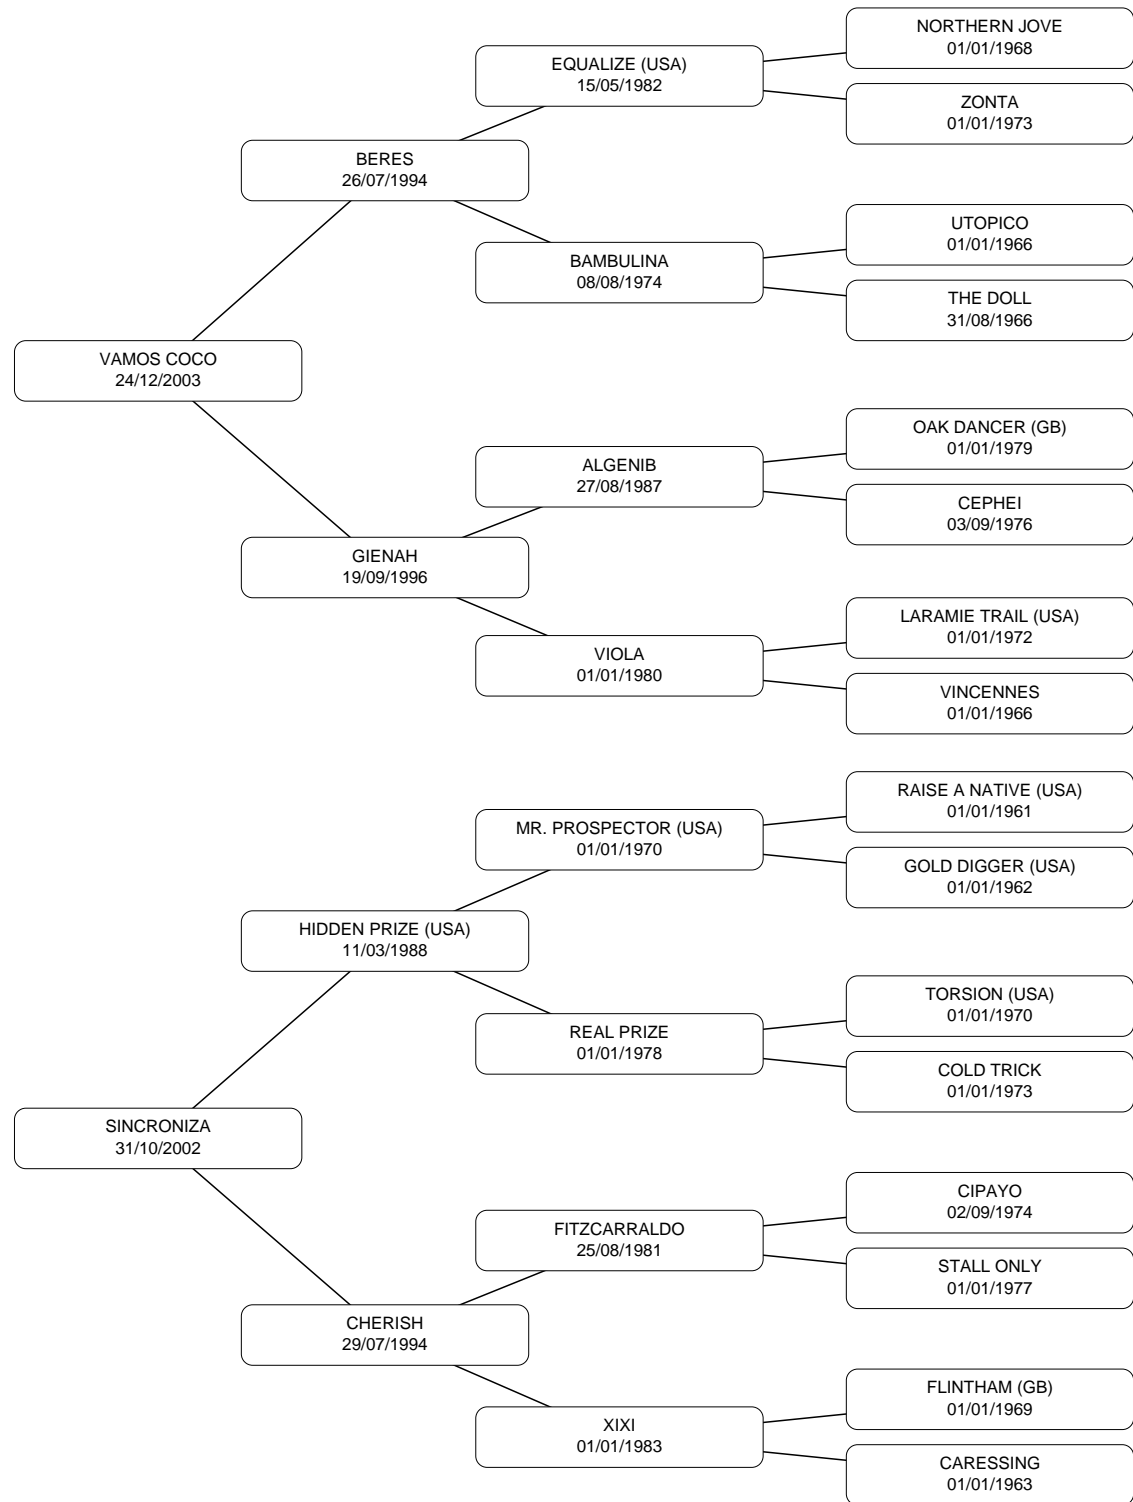 NORTHERN JOVE
01/01/1968
EQUALIZE (USA)
15/05/1982
ZONTA
01/01/1973
BERES
26/07/1994
UTOPICO
01/01/1966
BAMBULINA
08/08/1974
THE DOLL
31/08/1966
VAMOS COCO
24/12/2003
OAK DANCER (GB)
01/01/1979
ALGENIB
27/08/1987
CEPHEI
03/09/1976
GIENAH
19/09/1996
LARAMIE TRAIL (USA)
01/01/1972
VIOLA
01/01/1980
VINCENNES
01/01/1966
RAISE A NATIVE (USA)
01/01/1961
MR. PROSPECTOR (USA)
01/01/1970
GOLD DIGGER (USA)
01/01/1962
HIDDEN PRIZE (USA)
11/03/1988
TORSION (USA)
01/01/1970
REAL PRIZE
01/01/1978
COLD TRICK
01/01/1973
SINCRONIZA
31/10/2002
CIPAYO
02/09/1974
FITZCARRALDO
25/08/1981
STALL ONLY
01/01/1977
CHERISH
29/07/1994
FLINTHAM (GB)
01/01/1969
XIXI
01/01/1983
CARESSING
01/01/1963